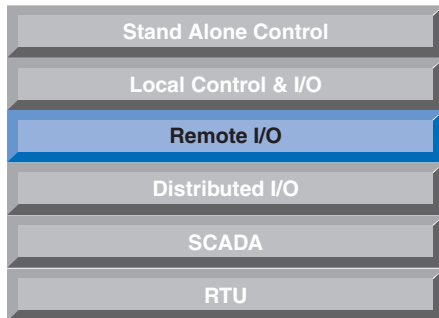 Stand Alone Control
Local Control & I/O
Remote I/O
Distributed I/O
SCADA
RTU